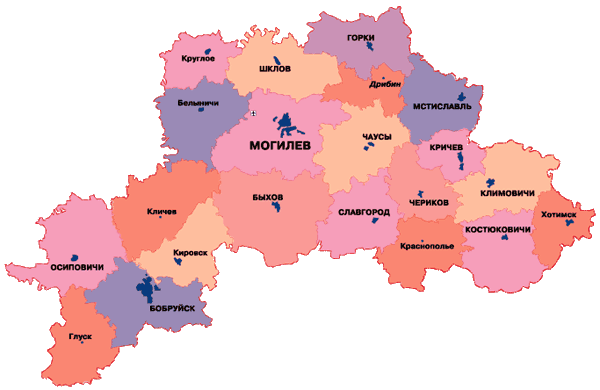 ГОРКИ
Круглое
ШКЛОВ
Дрибин
Белыничи
МСТИСЛАВЛЬ
ЧАУСЫ
МОГИЛЕВ
КРИЧЕВ
КЛИМОВИЧИ
БЫХОВ
ЧЕРИКОВ
Кличев
СЛАВГОРОД
Хотимск
КОСТЮКОВИЧИ
Краснополье
Кировск
ОСИПОВИЧИ
БОБРУЙСК
Глуск